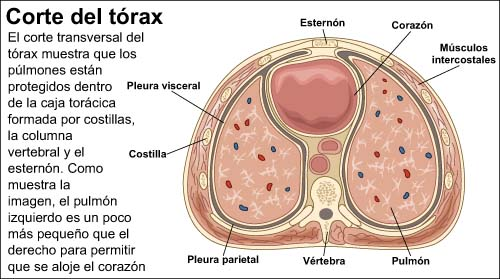 Corte del tórax
El corte transversal del
tórax muestra que los
púlmones están
protegidos dentro
de la caja torácica
formada por costillas,
la columna
vertebral y el
esternón. Como
muestra la
imagen, el pulmón
izquierdo es un poco
más pequeño que el
derecho para permitir
que se aloje el corazón
Esternón
Corazón
Músculos
intercostales
Pleura visceral
Costilla
Pleura parietal
Vértebra
Pulmón